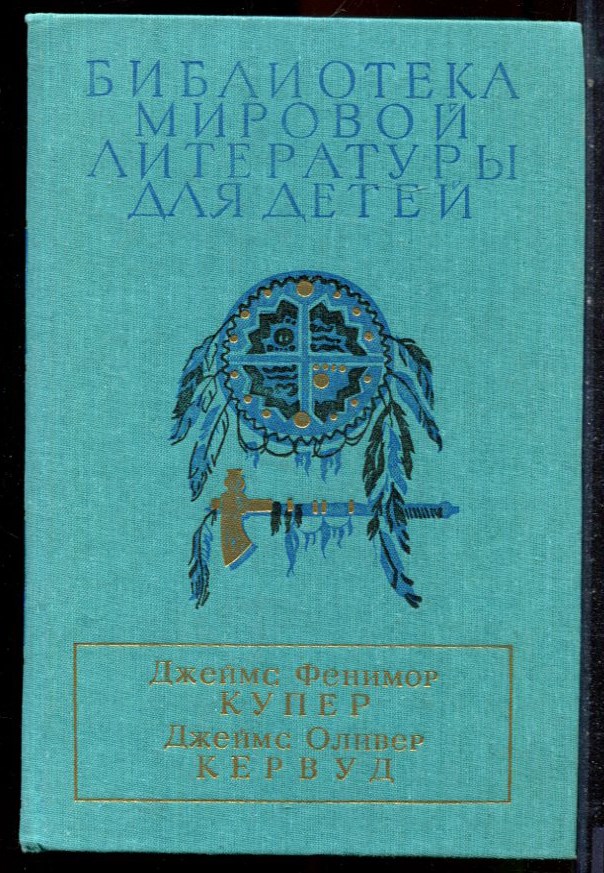 БИБЛИОТЕКА
МИРОВОЙ
ЛИТЕРАТУРЫ
ДЛЯ ДЕТЕЙ
Джеймс Фенимор
КУПЕР
Джеймс Оливер
КЕРВУД